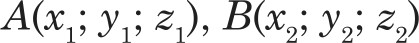 A(x₁; y₁; z₁), B(x₂; y₂; z₂)